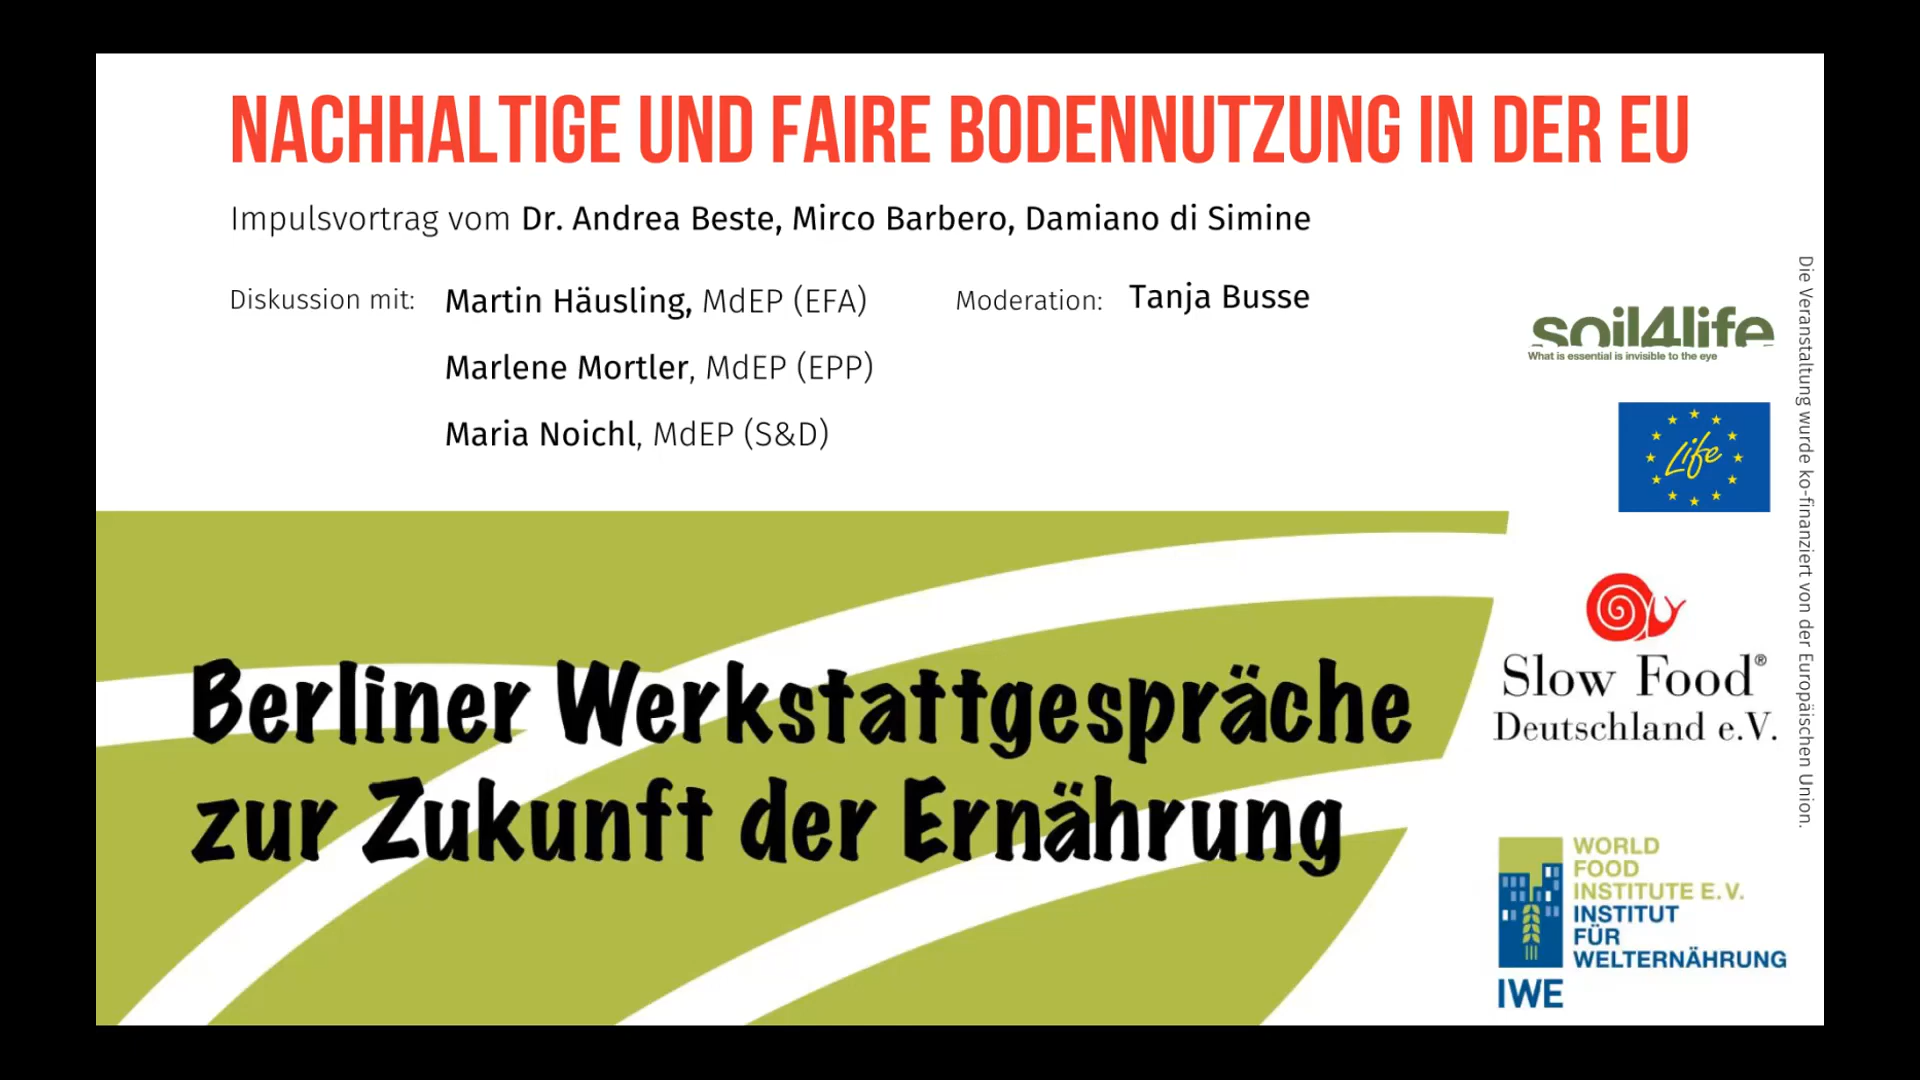 NACHHALTIGE UND FAIRE BODENNUTZUNG IN DER EU
Impulsvortrag vom Dr. Andrea Beste, Mirco Barbero, Damiano di Simine
Diskussion mit: Martin Häusling, MdEP (EFA)
Marlene Mortler, MdEP (EPP)
Maria Noichl, MdEP (S&D)
Moderation: Tanja Busse
soil4life
What is essential is invisible to the eye
Life
Die Veranstaltung wurde ko-finanziert von der Europäischen Union.
Slow Food®
Deutschland e.V.
Berliner Werkstattgespräche
zur Zukunft der Ernährung
WORLD
FOOD
INSTITUTE E.V.
INSTITUT
FÜR
WELTERNÄHRUNG
IWE